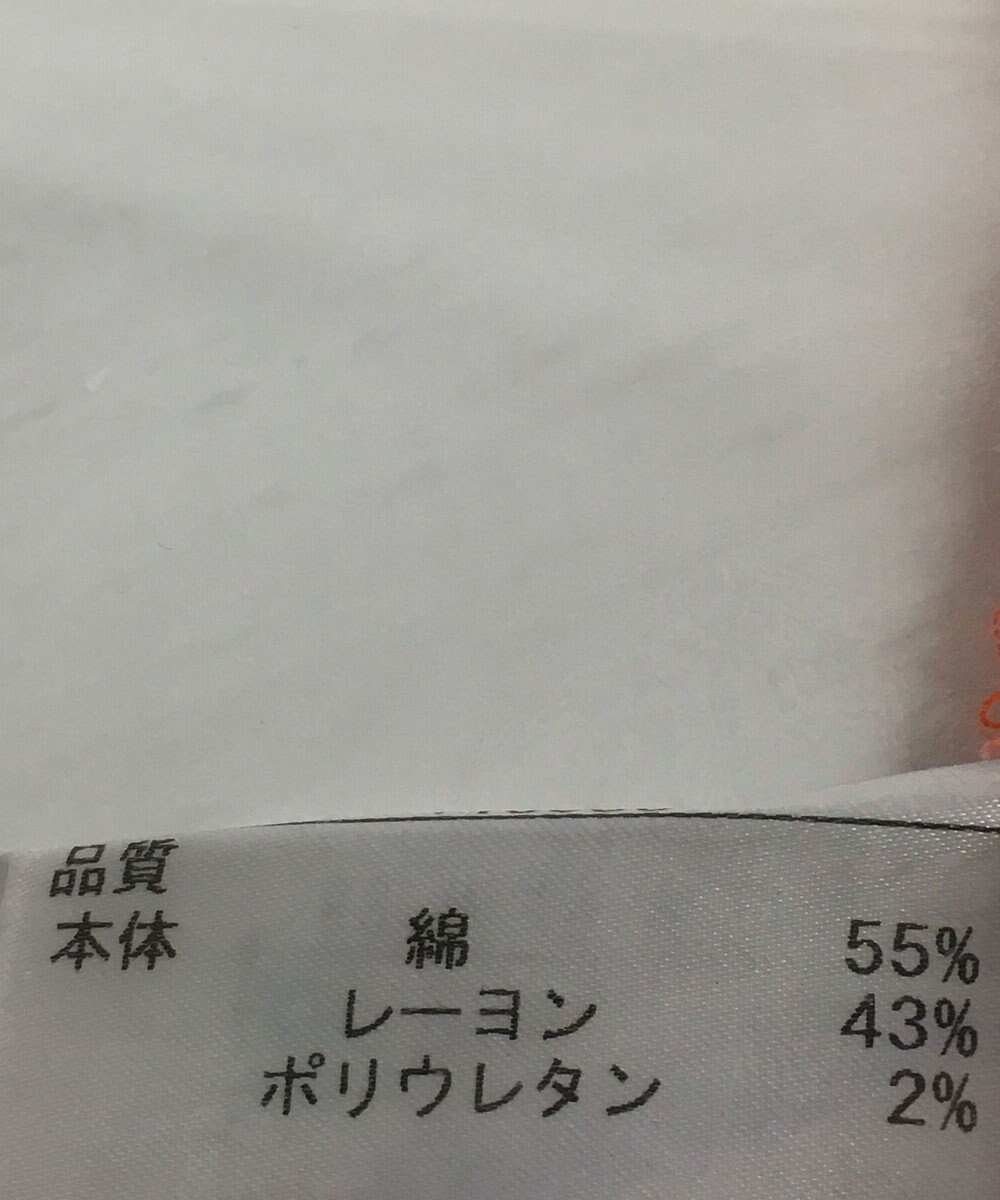 品質
本体 綿 55%
レーヨン 43%
ポリウレタン 2%